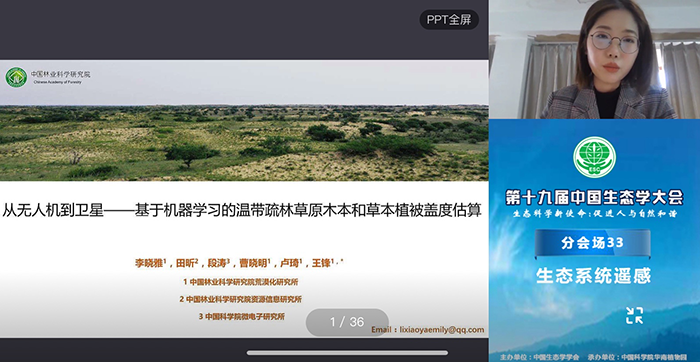 PPT全屏
中国林业科学研究院
Chinese Academy of Forestry
从无人机到卫星——基于机器学习的温带疏林草原木本和草本植被盖度估算
李晓雅¹，田昕²，段涛³，曹晓明¹，卢琦¹，王锋¹,*
1 中国林业科学研究院荒漠化研究所
2 中国林业科学研究院资源信息研究所
3 中国科学院微电子研究所
1 / 36
Email：lixiaoyaemily@qq.com
ESC
第十九届中国生态学大会
生态科学新使命:促进人与自然和谐
分会场33
生态系统遥感
主办单位：中国生态学学会
承办单位：中国科学院华南植物园